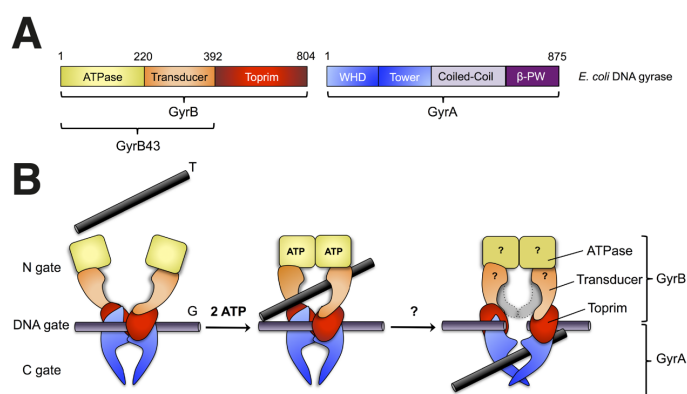 A
1 220 392 804 1 875
ATPase Transducer Toprim WHD Tower Coiled-Coil β-PW E. coli DNA gyrase
GyrB GyrA
GyrB43
B
T
N gate
ATP ATP
? ?
? ?
ATPase
Transducer
GyrB
Toprim
G
DNA gate
2 ATP
?
C gate
GyrA